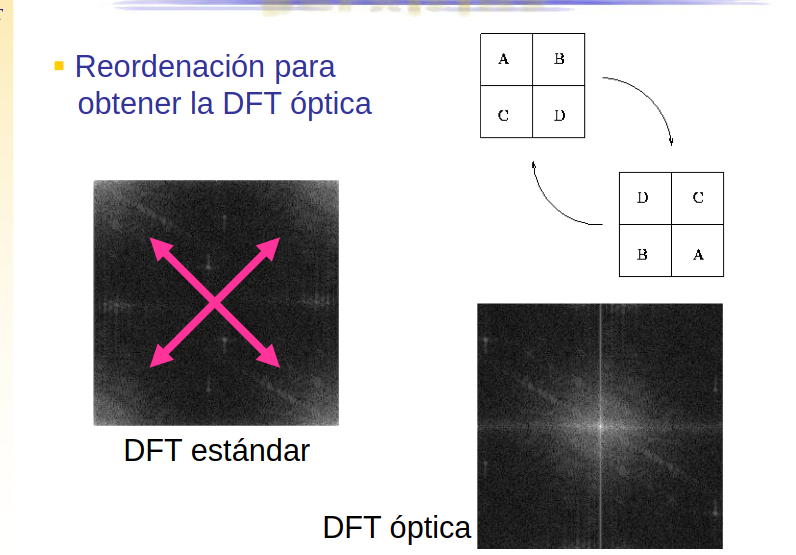 Reordenación para
obtener la DFT óptica
A B
C D
D C
B A
DFT estándar
DFT óptica